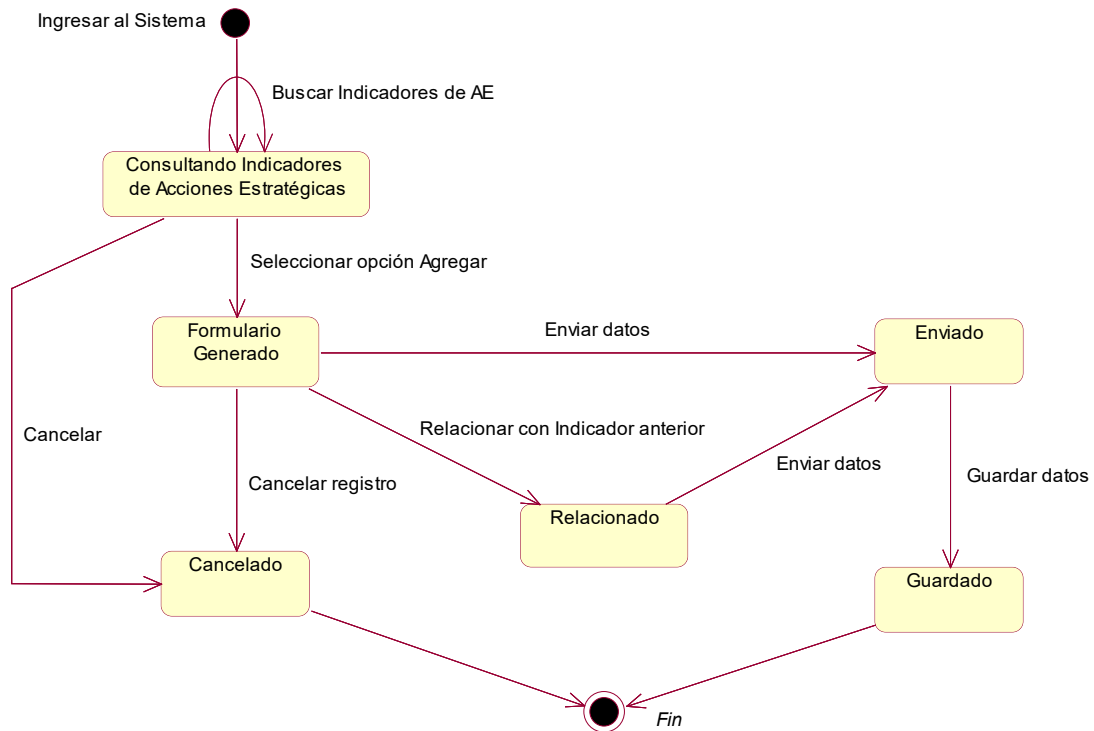 Ingresar al Sistema
Buscar Indicadores de AE
Consultando Indicadores
de Acciones Estratégicas
Seleccionar opción Agregar
Formulario
Generado
Enviar datos
Enviado
Cancelar
Relacionar con Indicador anterior
Enviar datos
Guardar datos
Cancelar registro
Relacionado
Cancelado
Guardado
Fin